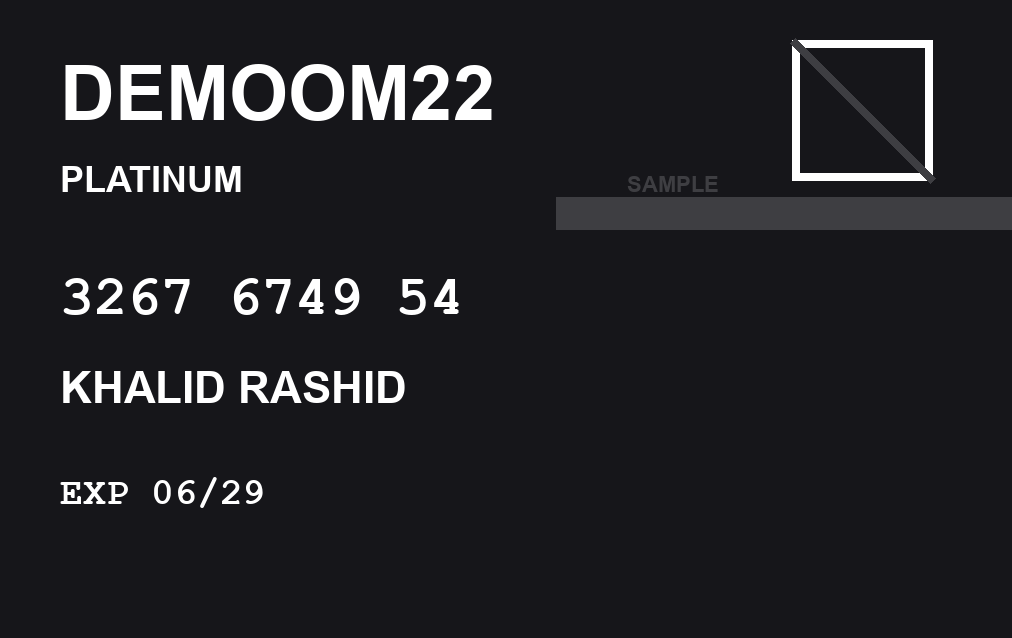 DEMOOM22
PLATINUM
SAMPLE
3267 6749 54
KHALID RASHID
EXP 06/29